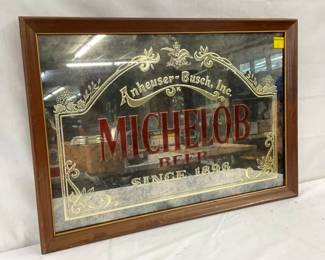 Anheuser-Busch, Inc.
MICHELOB
BEER
SINCE 1896